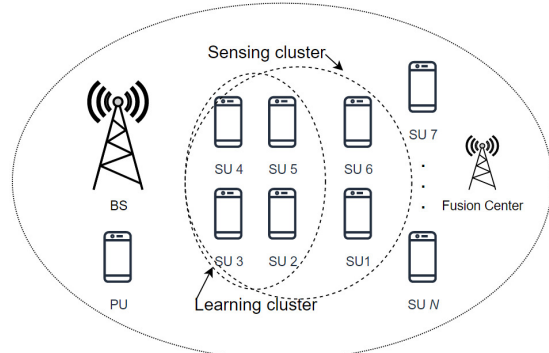 Sensing cluster
SU 7
SU 4
SU 5
SU 6
BS
Fusion Center
SU 3
SU 2
SU1
PU
Learning cluster
SU N